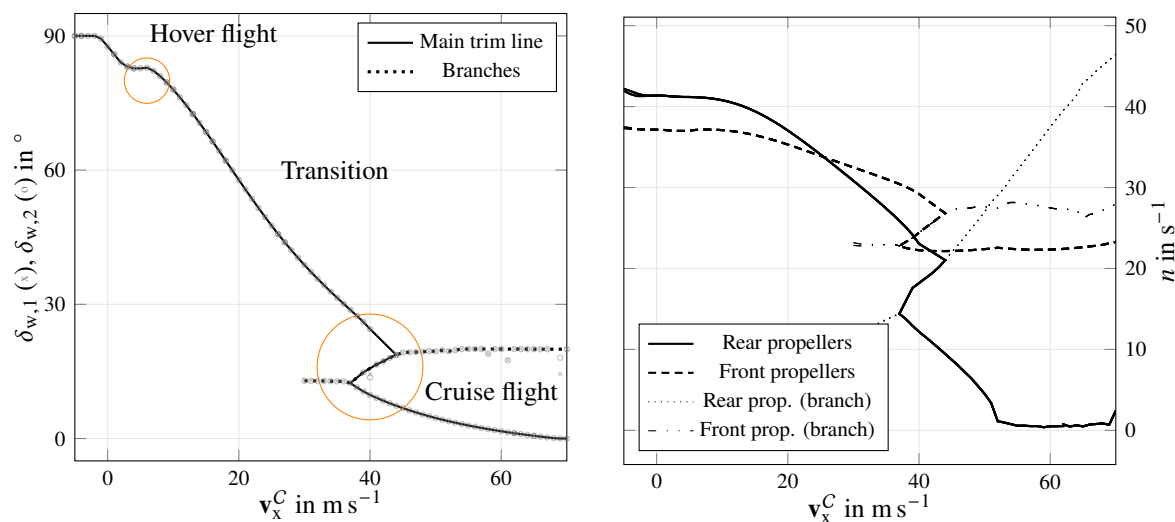 Hover flight
Main trim line
Branches
Transition
Cruise flight
90
60
30
0
δw,1 (x), δw,2 (o) in °
0
20
40
60
v_x^C in m s⁻¹
50
40
30
20
10
0
n in s⁻¹
Rear propellers
Front propellers
Rear prop. (branch)
Front prop. (branch)
0
20
40
60
v_x^C in m s⁻¹